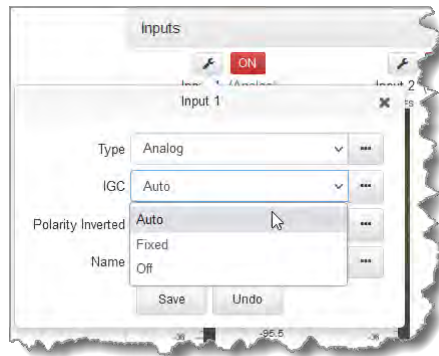 Inputs
ON
Input 1
Type Analog
IGC Auto
Polarity Inverted Auto
Fixed
Name
Off
Save Undo
-95.5